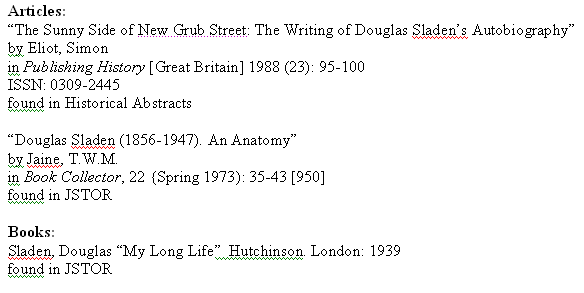 Articles:
“The Sunny Side of New Grub Street: The Writing of Douglas Sladen’s Autobiography”
by Eliot, Simon
in Publishing History [Great Britain] 1988 (23): 95-100
ISSN: 0309-2445
found in Historical Abstracts
“Douglas Sladen (1856-1947). An Anatomy”
by Jaine, T.W.M.
in Book Collector, 22 {Spring 1973): 35-43 [950]
found in JSTOR
Books:
Sladen, Douglas “My Long Life” Hutchinson. London: 1939
found in JSTOR